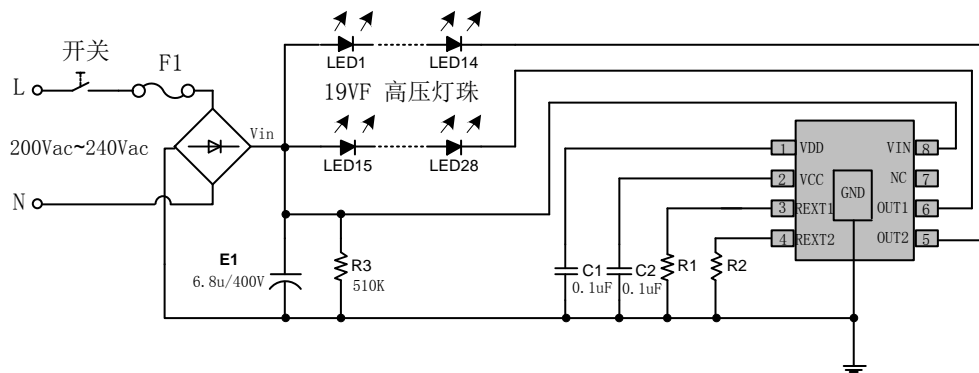 开关
F1
L
200Vac~240Vac
N
Vin
LED1
LED14
19VF 高压灯珠
LED15
LED28
E1
6.8u/400V
R3
510K
C1
0.1uF
C2
0.1uF
R1
R2
1 VDD
2 VCC
3 REXT1
4 REXT2
GND
VIN 8
NC 7
OUT1 6
OUT2 5